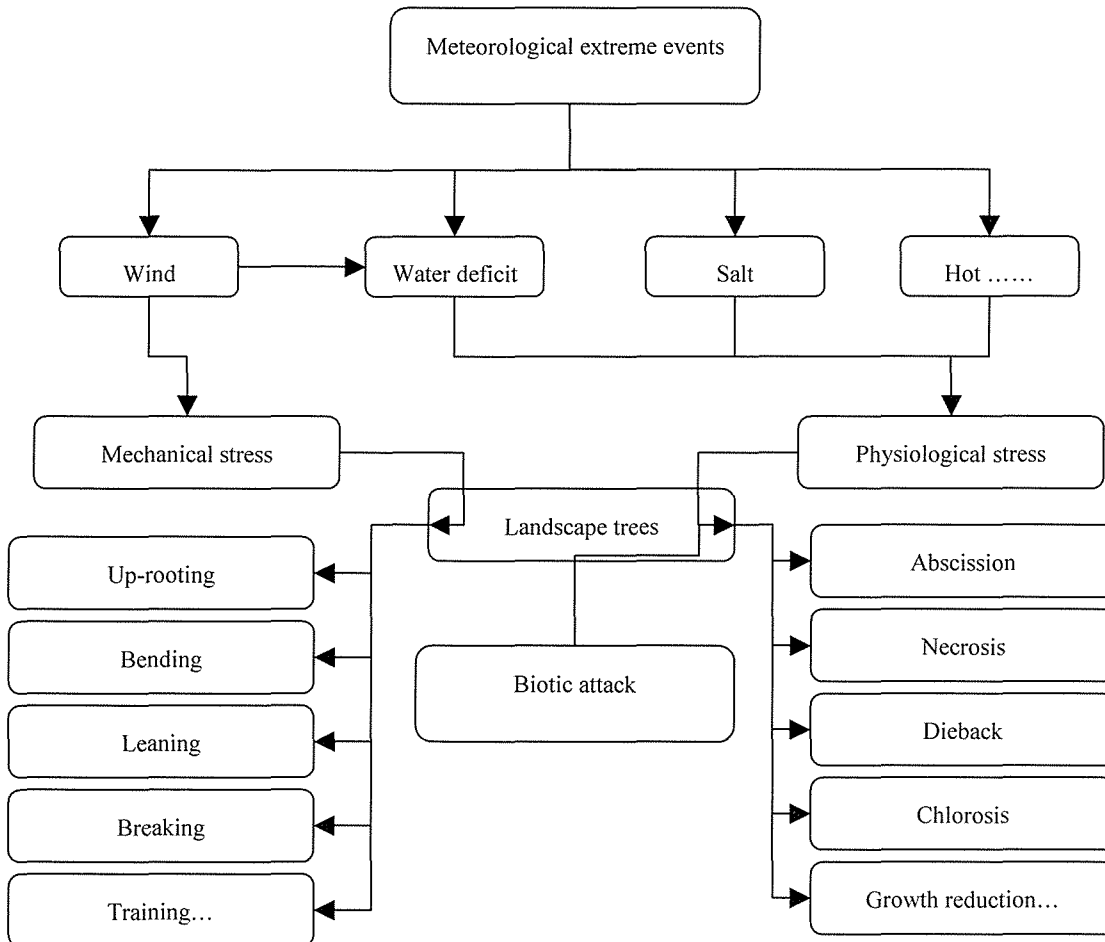 Meteorological extreme events
Wind
Water deficit
Salt
Hot ……
Mechanical stress
Physiological stress
Landscape trees
Up-rooting
Bending
Leaning
Breaking
Training…
Biotic attack
Abscission
Necrosis
Dieback
Chlorosis
Growth reduction…